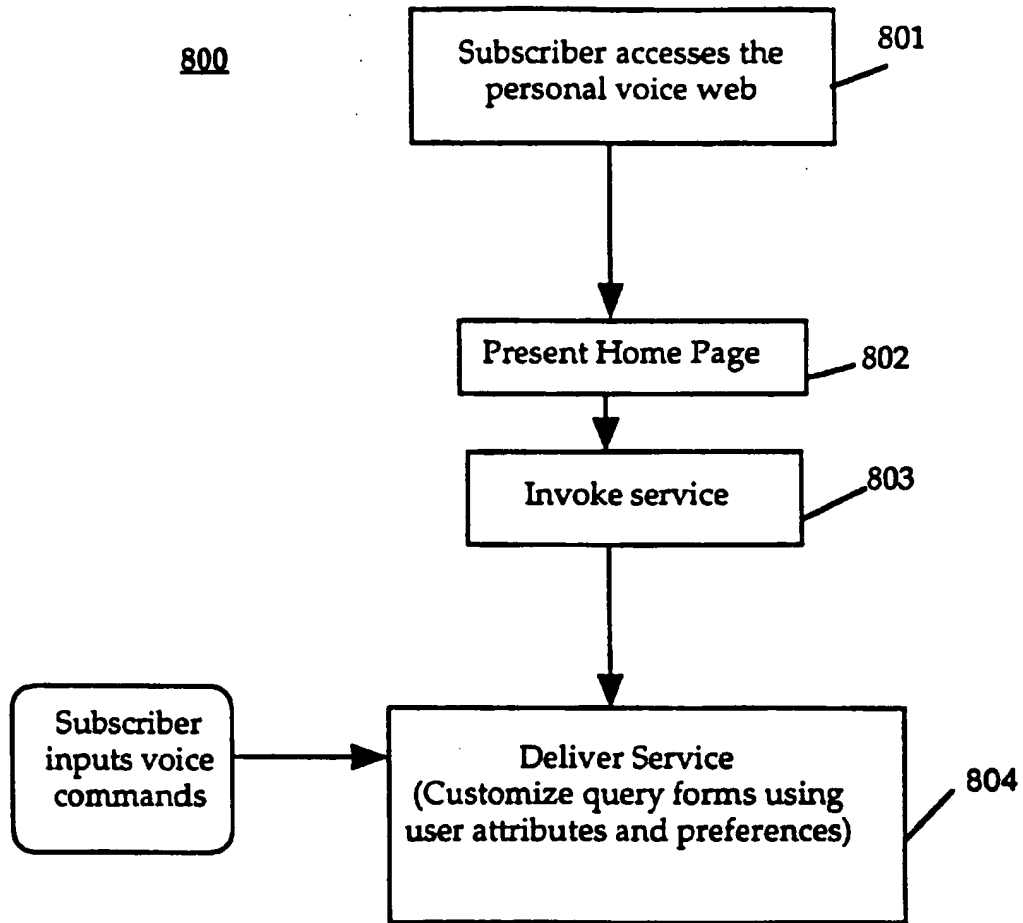 800
Subscriber accesses the
personal voice web
801
Present Home Page
802
Invoke service
803
Subscriber
inputs voice
commands
Deliver Service
(Customize query forms using
user attributes and preferences)
804